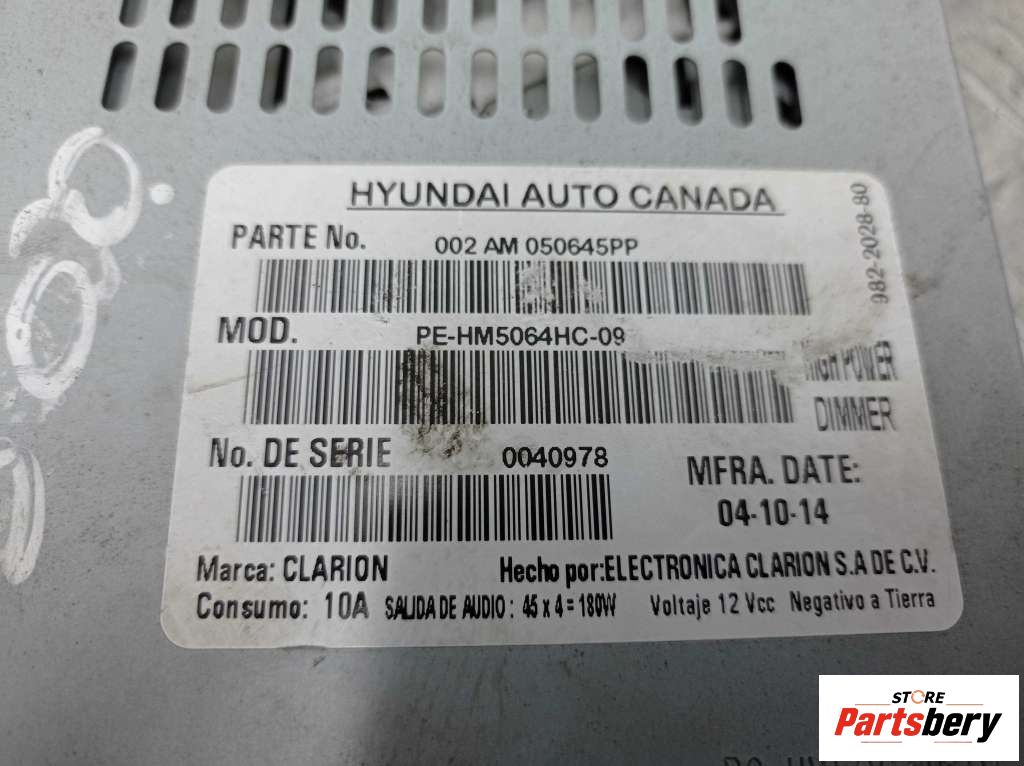 HYUNDAI AUTO CANADA
PARTE No. 002 AM 050645PP
982-2028-80
MOD. PE-HM5064HC-09
HIGH POWER
DIMMER
No. DE SERIE 0040978
MFRA. DATE:
04-10-14
Marca: CLARION Hecho por:ELECTRONICA CLARION S.A DE C.V.
Consumo: 10A SALIDA DE AUDIO : 45 x 4 = 180W Voltaje 12 Vcc Negativo a Tierra
STORE
Partsbery